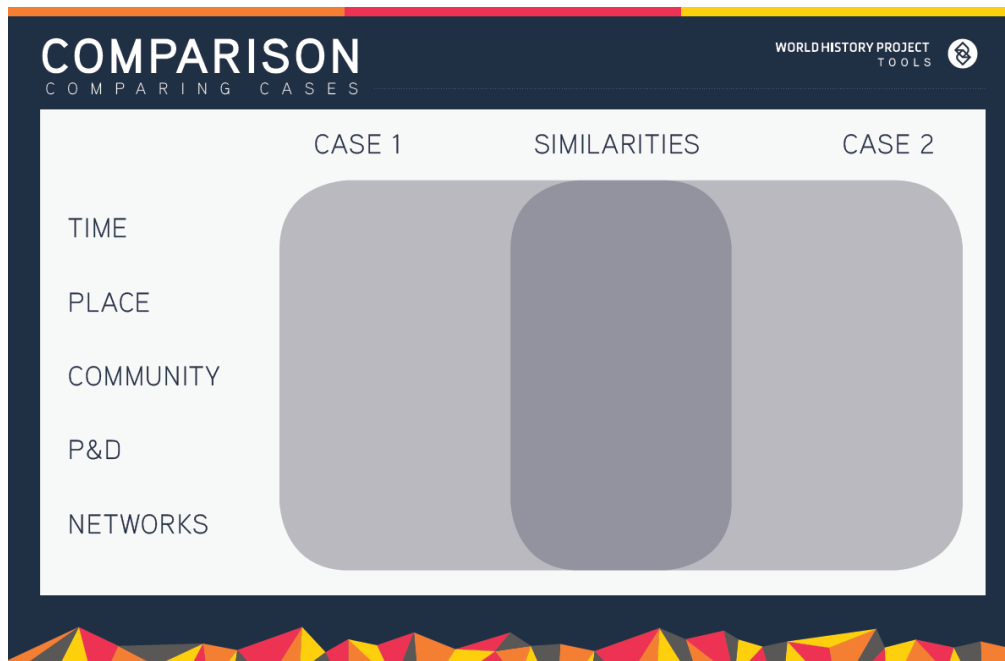 COMPARISON
COMPARING CASES
WORLD HISTORY PROJECT
TOOLS
CASE 1 SIMILARITIES CASE 2
TIME
PLACE
COMMUNITY
P&D
NETWORKS